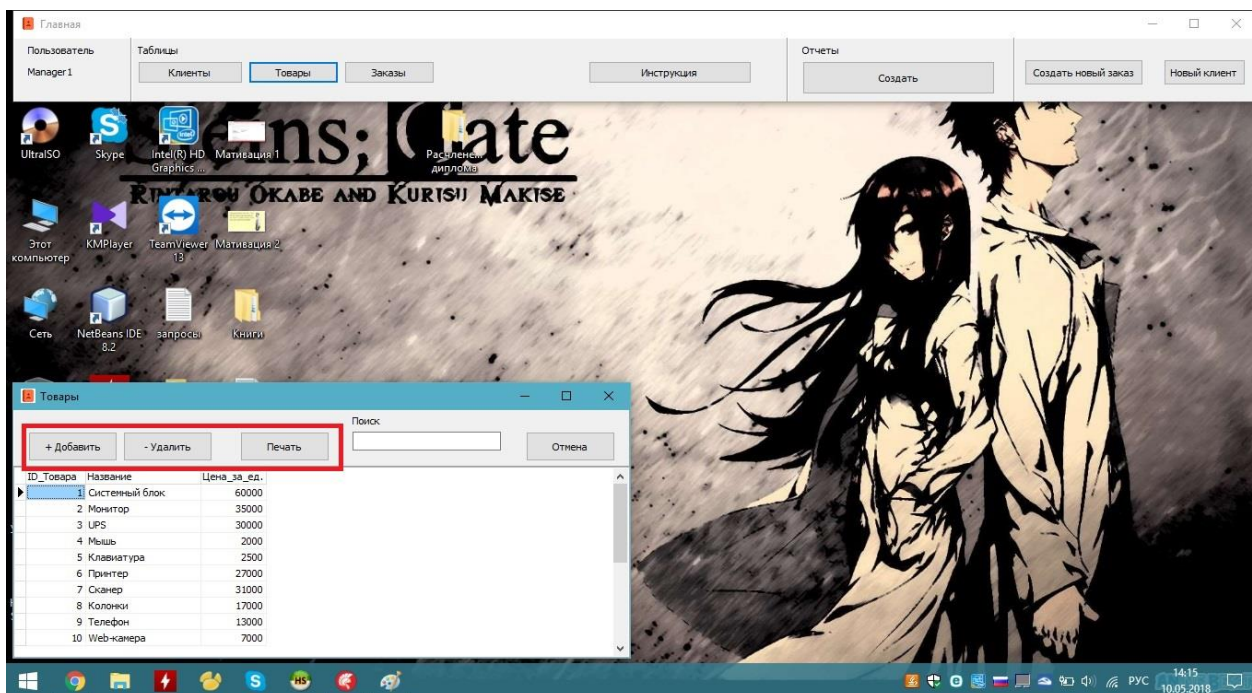 Главная
Пользователь
Таблицы
Отчеты
Manager1
Клиенты
Товары
Заказы
Инструкция
Создать
Создать новый заказ
Новый клиент
Gate
RINTAROU OKABE AND KURISU MAKISE
UltraISO
Skype
Intel(R) HD
Graphics ...
Мативация 1
Расчленен...
диплома
Этот
компьютер
KMPlayer
TeamViewer
13
Мативация 2
Сеть
NetBeans IDE
8.2
запросы
Книги
Товары
Поиск
+ Добавить
- Удалить
Печать
Отмена
ID_Товара Название Цена_за_ед.
1 Системный блок 60000
2 Монитор 35000
3 UPS 30000
4 Мышь 2000
5 Клавиатура 2500
6 Принтер 27000
7 Сканер 31000
8 Колонки 17000
9 Телефон 13000
10 Web-камера 7000
HS
РУС
14:15
10.05.2018